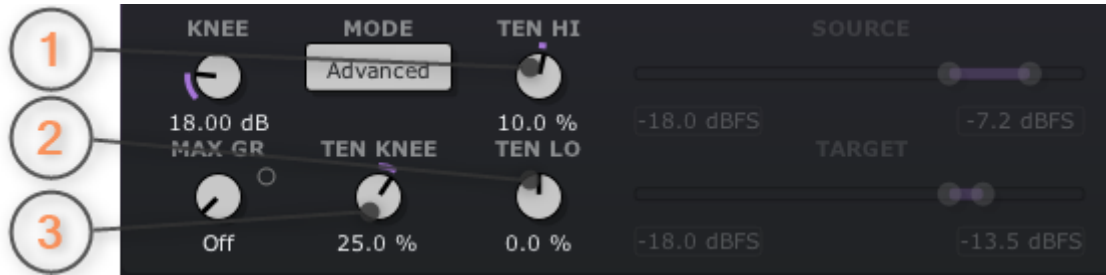 KNEE MODE TEN HI SOURCE
1
Advanced
18.00 dB 10.0 % -18.0 dBFS -7.2 dBFS
2
MAX GR TEN KNEE TEN LO TARGET
3
Off 25.0 % 0.0 % -18.0 dBFS -13.5 dBFS